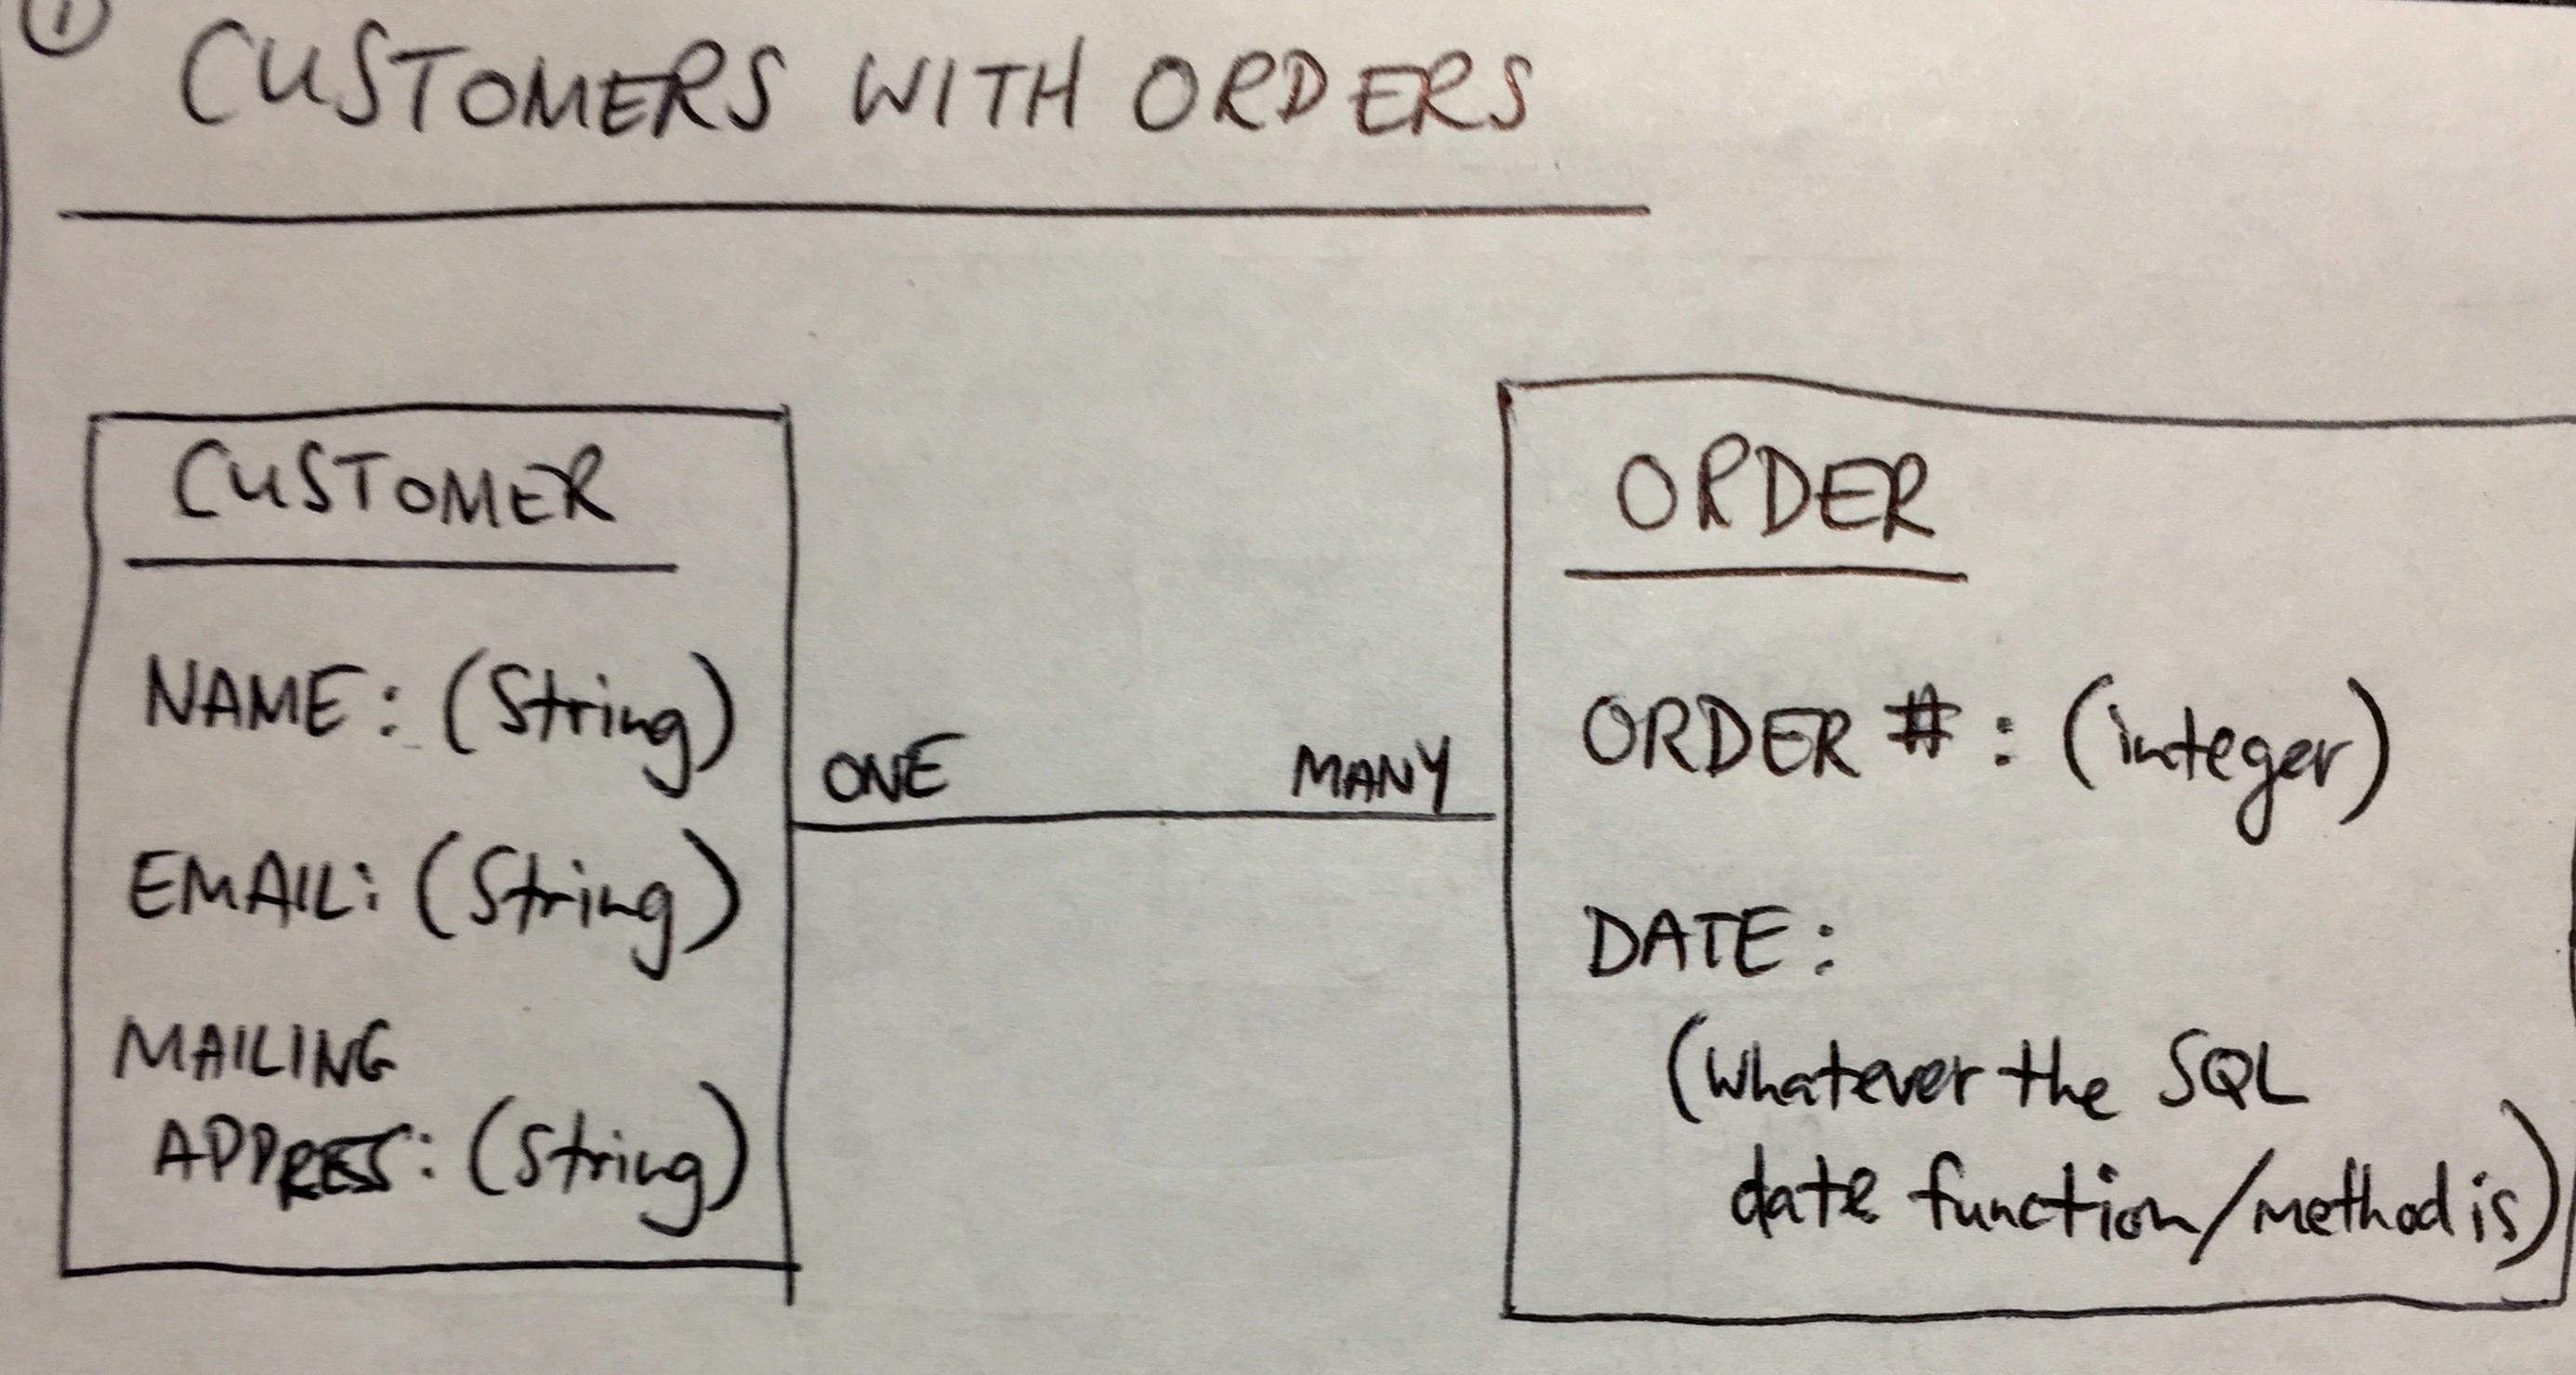 ①
CUSTOMERS WITH ORDERS
CUSTOMER
NAME: (String)
EMAIL: (String)
MAILING
ADDRES: (String)
ONE
MANY
ORDER
ORDER #: (integer)
DATE:
(whatever the SQL
date function/method is)